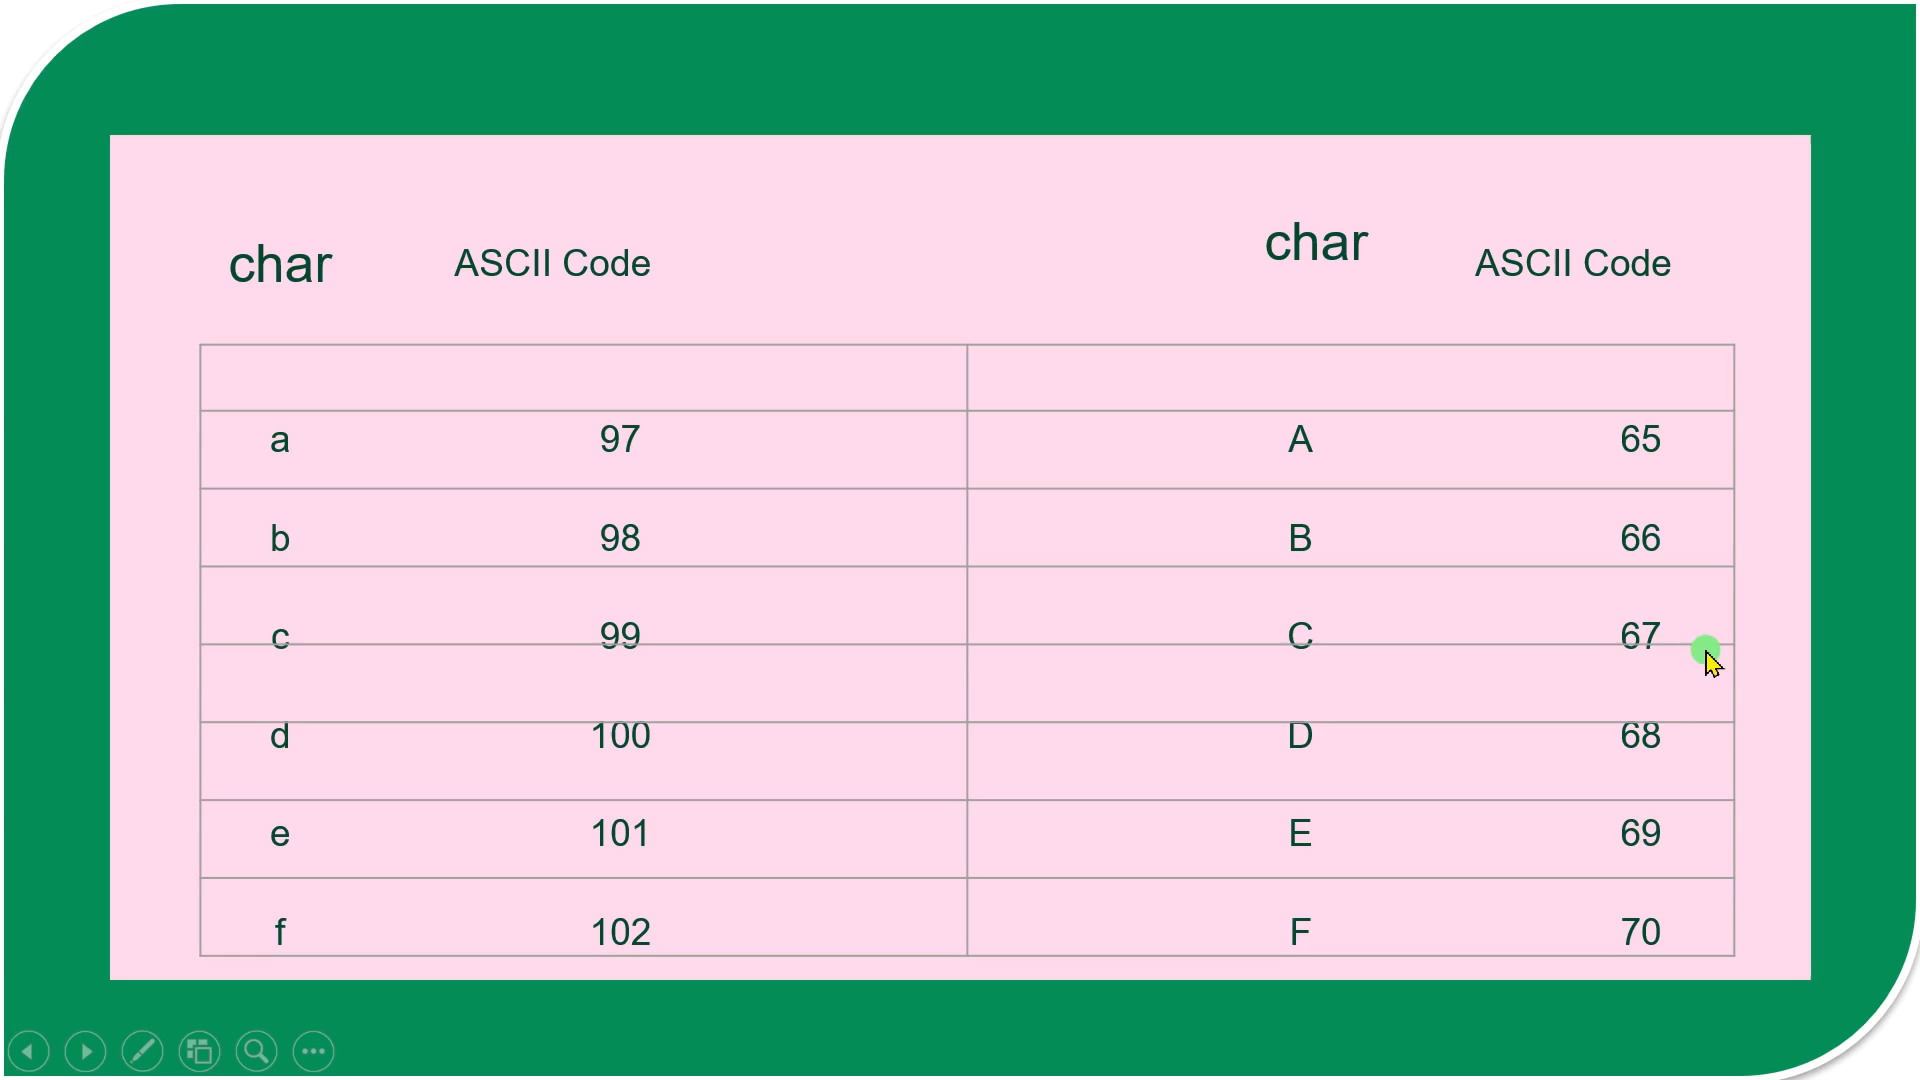 char ASCII Code char ASCII Code
a 97 A 65
b 98 B 66
c 99 C 67
d 100 D 68
e 101 E 69
f 102 F 70